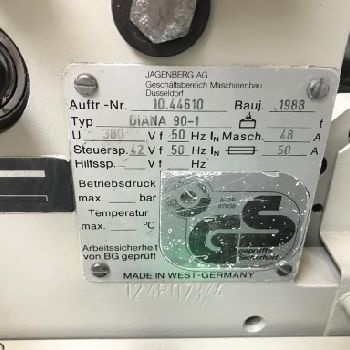 JAGENBERG AG
Geschäftsbereich Maschinenbau
Düsseldorf
Auftr.-Nr. 10.44610 Bauj. 1988
Typ DIANA 90-1 t
U 380 V f 50 Hz IN Masch. 48 A
Steuersp. 42 V f 50 Hz IN 50 A
Hilfssp. V f Hz
Betriebsdruck
max. bar
Temperatur
max. °C
Arbeitssicherheit
von BG geprüft
GS
geprüfte
Sicherheit
MADE IN WEST-GERMANY